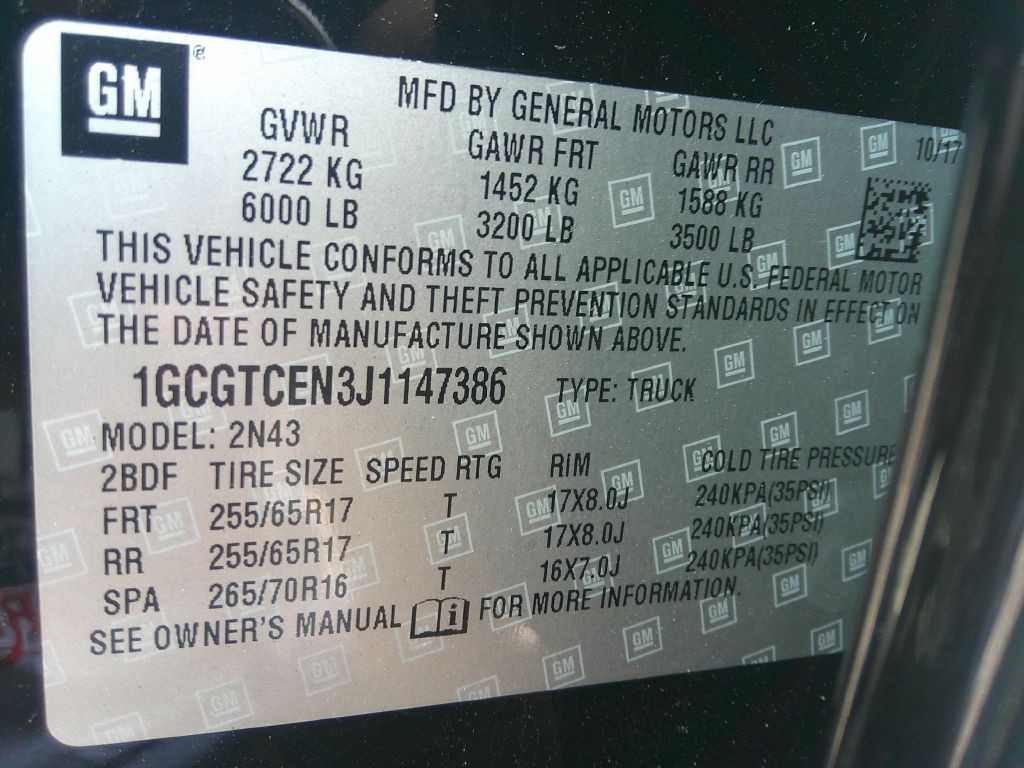 GM
MFD BY GENERAL MOTORS LLC
10/17
GVWR GAWR FRT GAWR RR
2722 KG 1452 KG 1588 KG
6000 LB 3200 LB 3500 LB
THIS VEHICLE CONFORMS TO ALL APPLICABLE U.S. FEDERAL MOTOR
VEHICLE SAFETY AND THEFT PREVENTION STANDARDS IN EFFECT ON
THE DATE OF MANUFACTURE SHOWN ABOVE.
1GCGTCEN3J1147386 TYPE: TRUCK
MODEL: 2N43
2BDF TIRE SIZE SPEED RTG RIM COLD TIRE PRESSURE
FRT 255/65R17 T 17X8.0J 240KPA(35PSI)
RR 255/65R17 T 17X8.0J 240KPA(35PSI)
SPA 265/70R16 T 16X7.0J 240KPA(35PSI)
SEE OWNER'S MANUAL i FOR MORE INFORMATION.